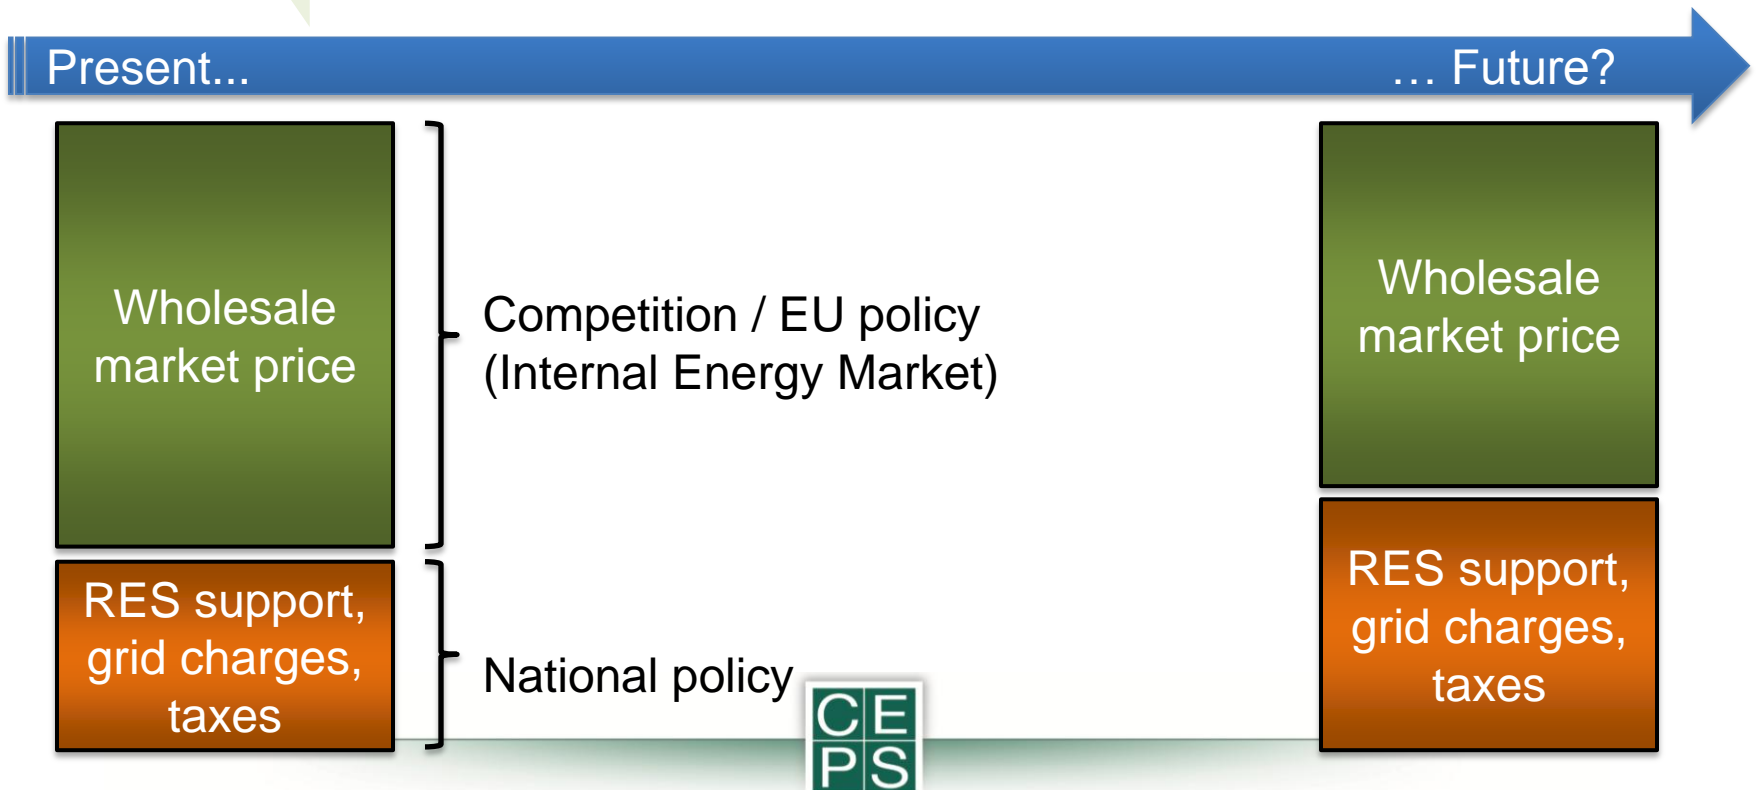 Present...
… Future?
Wholesale
market price
Competition / EU policy
(Internal Energy Market)
Wholesale
market price
RES support,
grid charges,
taxes
National policy
RES support,
grid charges,
taxes
CE
PS